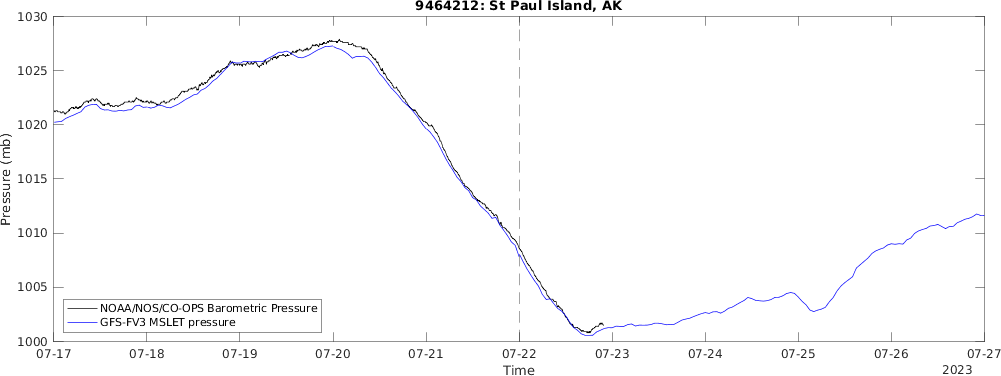 9464212: St Paul Island, AK
Pressure (mb)
1030
1025
1020
1015
1010
1005
1000
NOAA/NOS/CO-OPS Barometric Pressure
GFS-FV3 MSLET pressure
07-17 07-18 07-19 07-20 07-21 07-22 07-23 07-24 07-25 07-26 07-27
Time
2023